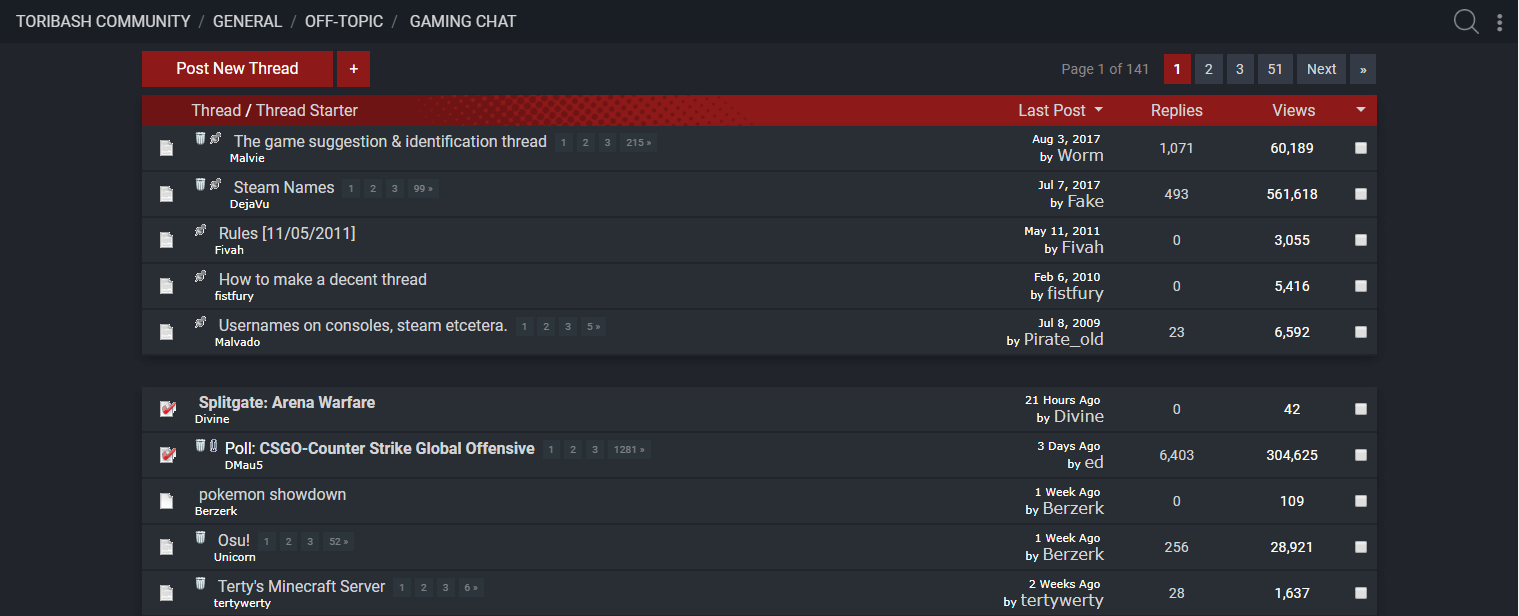 TORIBASH COMMUNITY / GENERAL / OFF-TOPIC / GAMING CHAT
Post New Thread + Page 1 of 141 1 2 3 51 Next »
Thread / Thread Starter Last Post Replies Views
The game suggestion & identification thread 1 2 3 215 »
Malvie
Aug 3, 2017
by Worm
1,071 60,189
Steam Names 1 2 3 99 »
DejaVu
Jul 7, 2017
by Fake
493 561,618
Rules [11/05/2011]
Fivah
May 11, 2011
by Fivah
0 3,055
How to make a decent thread
fistfury
Feb 6, 2010
by fistfury
0 5,416
Usernames on consoles, steam etcetera. 1 2 3 5 »
Malvado
Jul 8, 2009
by Pirate_old
23 6,592
Splitgate: Arena Warfare
Divine
21 Hours Ago
by Divine
0 42
Poll: CSGO-Counter Strike Global Offensive 1 2 3 1281 »
DMau5
3 Days Ago
by ed
6,403 304,625
pokemon showdown
Berzerk
1 Week Ago
by Berzerk
0 109
Osu! 1 2 3 52 »
Unicorn
1 Week Ago
by Berzerk
256 28,921
Terty's Minecraft Server 1 2 3 6 »
tertywerty
2 Weeks Ago
by tertywerty
28 1,637